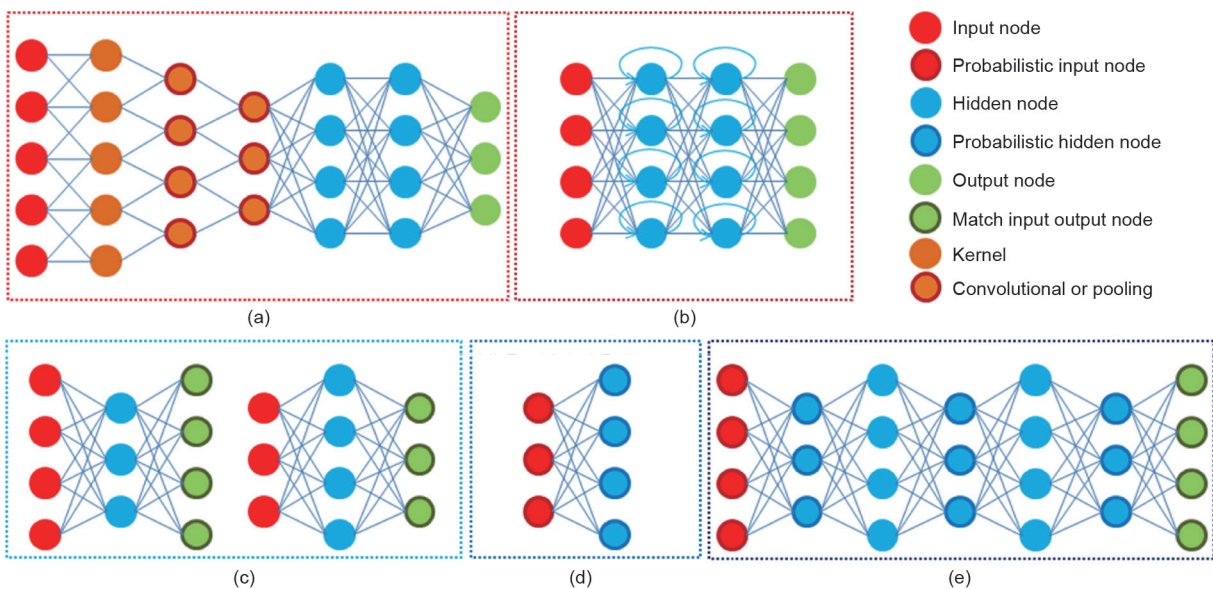 Input node
Probabilistic input node
Hidden node
Probabilistic hidden node
Output node
Match input output node
Kernel
Convolutional or pooling
(a)
(b)
(c)
(d)
(e)